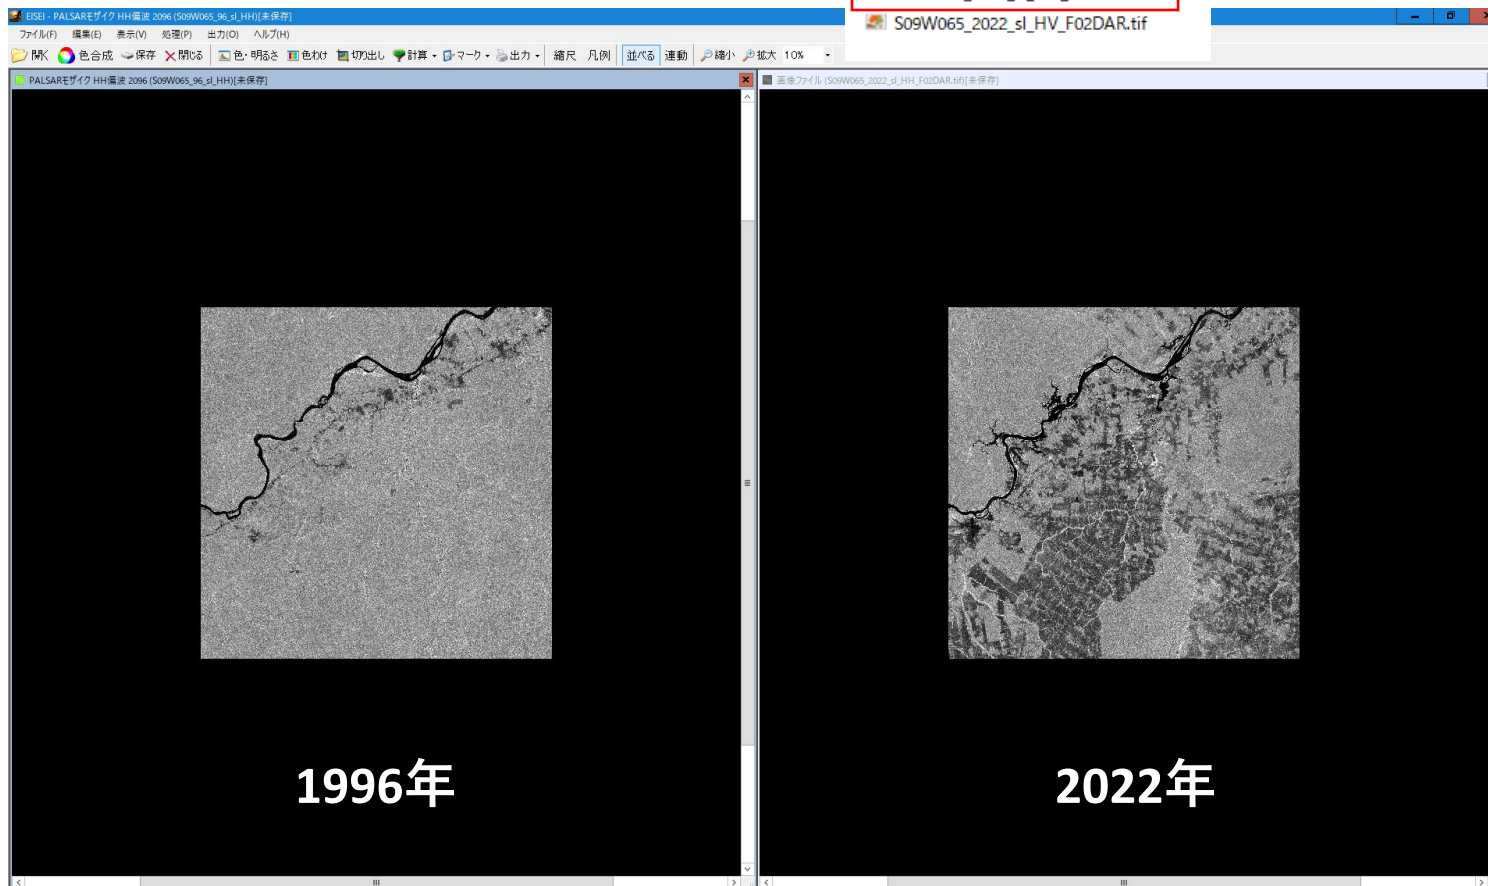 S09W065_2022_sl_HV_F02DAR.tif
EISEI - PALSARモザイク HH偏波 2096 (S09W065_96_sl_HH)[未保存]
ファイル(F) 編集(E) 表示(V) 処理(P) 出力(O) ヘルプ(H)
開く 色合成 保存 閉じる 色・明るさ 色わけ 切り出し 計算 マーク 出力 縮尺 凡例 並べる 連動 縮小 拡大 10%
PALSARモザイク HH偏波 2096 (S09W065_96_sl_HH)[未保存]
画像ファイル (S09W065_2022_sl_HH_F02DAR.tif)[未保存]
1996年
2022年